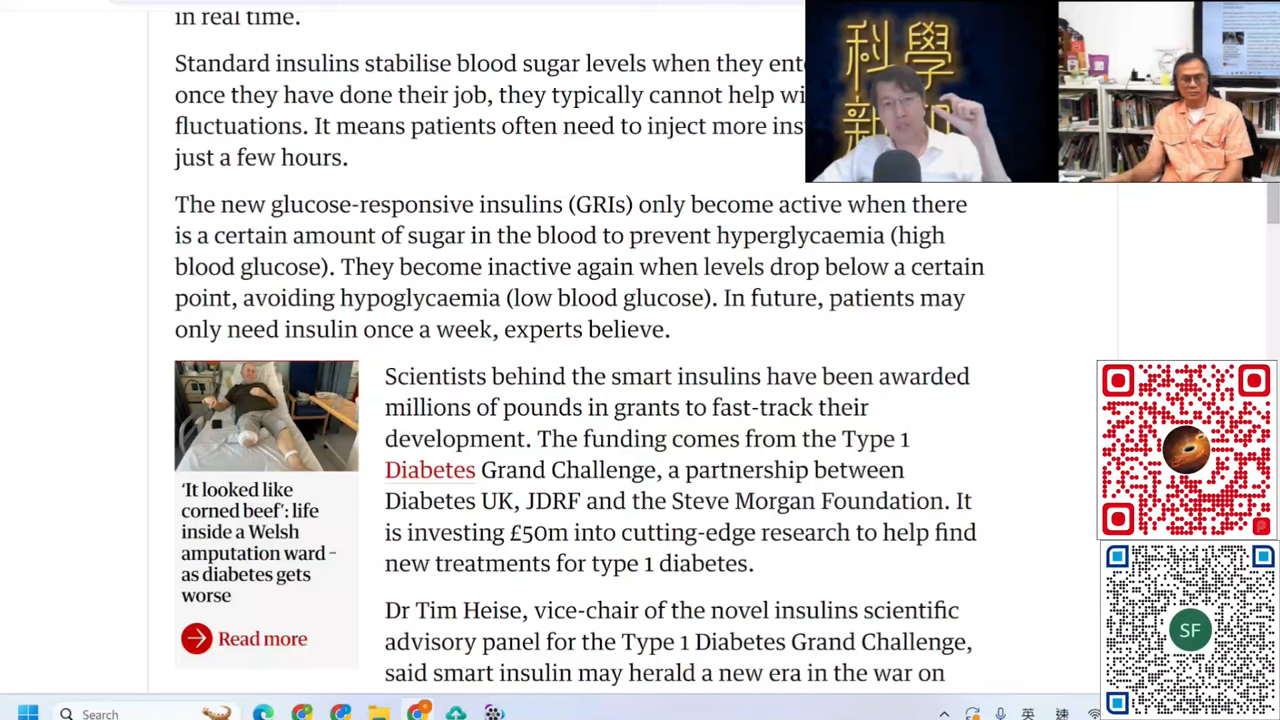 in real time.
Standard insulins stabilise blood sugar levels when they ente
once they have done their job, they typically cannot help wi
fluctuations. It means patients often need to inject more ins
just a few hours.
The new glucose-responsive insulins (GRIs) only become active when there
is a certain amount of sugar in the blood to prevent hyperglycaemia (high
blood glucose). They become inactive again when levels drop below a certain
point, avoiding hypoglycaemia (low blood glucose). In future, patients may
only need insulin once a week, experts believe.
Scientists behind the smart insulins have been awarded
millions of pounds in grants to fast-track their
development. The funding comes from the Type 1
Diabetes Grand Challenge, a partnership between
Diabetes UK, JDRF and the Steve Morgan Foundation. It
is investing £50m into cutting-edge research to help find
new treatments for type 1 diabetes.
Dr Tim Heise, vice-chair of the novel insulins scientific
advisory panel for the Type 1 Diabetes Grand Challenge,
said smart insulin may herald a new era in the war on
‘It looked like
corned beef’: life
inside a Welsh
amputation ward –
as diabetes gets
worse
Read more
科學
新
SF
Search
英
速